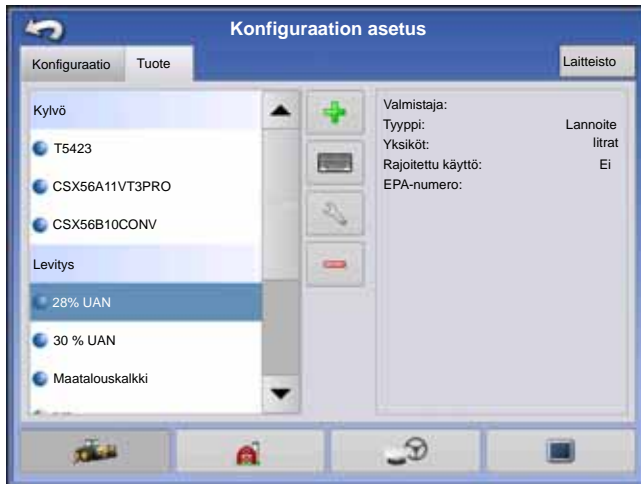 Konfiguraation asetus
Konfiguraatio
Tuote
Laitteisto
Kylvö
T5423
CSX56A11VT3PRO
CSX56B10CONV
Levitys
28% UAN
30 % UAN
Maatalouskalkki
Valmistaja:
Tyyppi: Lannoite
Yksiköt: litrat
Rajoitettu käyttö: Ei
EPA-numero: